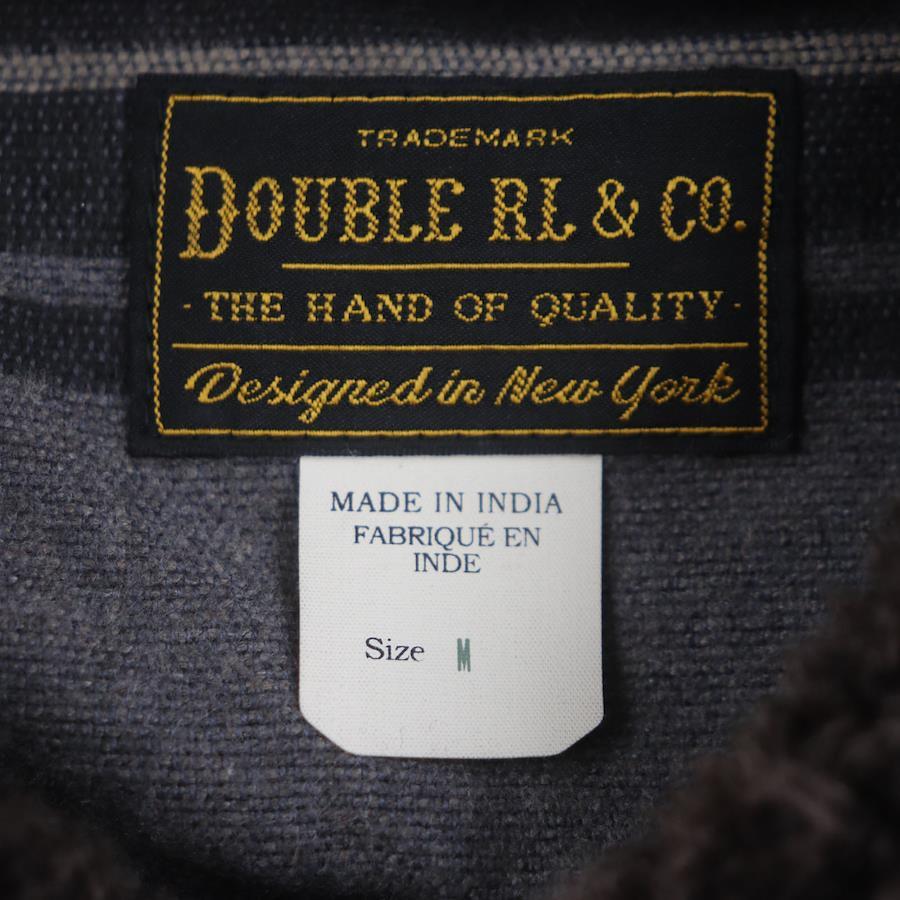 TRADEMARK
DOUBLE RL & CO.
- THE HAND OF QUALITY -
Designed in New York
MADE IN INDIA
FABRIQUÉ EN
INDE
Size M